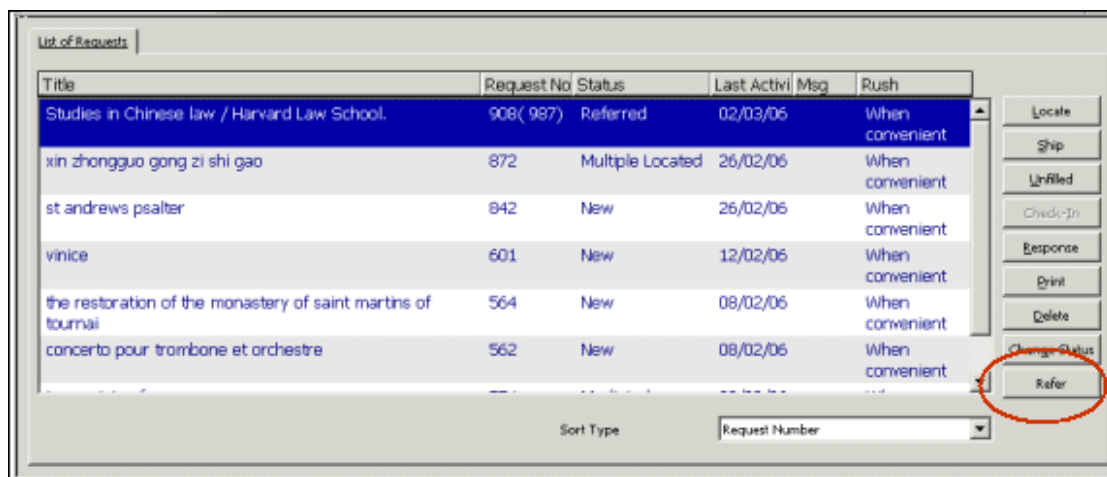 List of Requests
Title Request No Status Last Activi Msg Rush
Studies in Chinese law / Harvard Law School. 908( 987) Referred 02/03/06 When
convenient
xin zhongguo gong zi shi gao 872 Multiple Located 26/02/06 When
convenient
st andrews psalter 842 New 26/02/06 When
convenient
vinice 601 New 12/02/06 When
convenient
the restoration of the monastery of saint martins of 564 New 08/02/06 When
tournai convenient
concerto pour trombone et orchestre 562 New 08/02/06 When
convenient
Locate
Ship
Unfilled
Check-In
Response
Print
Delete
Change Status
Refer
Sort Type Request Number